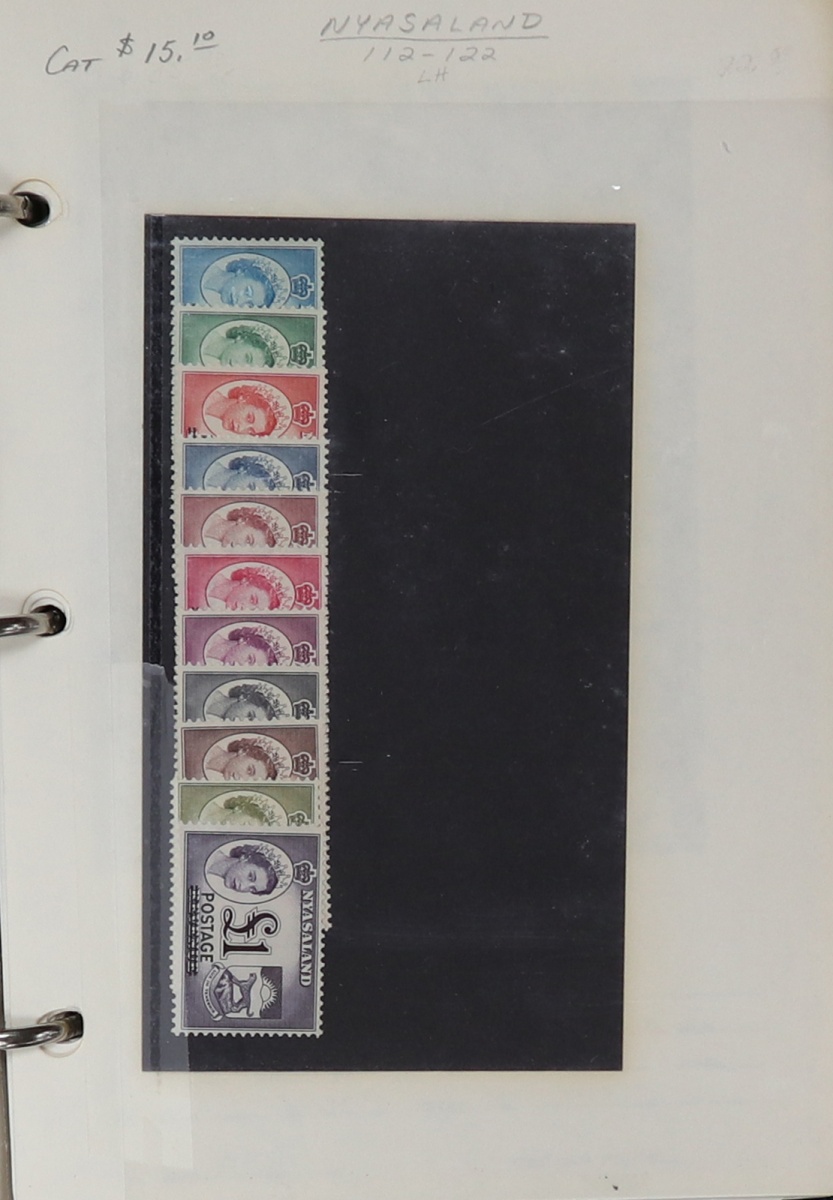 NYASALAND
CAT $15.10
112-122
LH
NYASALAND
£1
POSTAGE